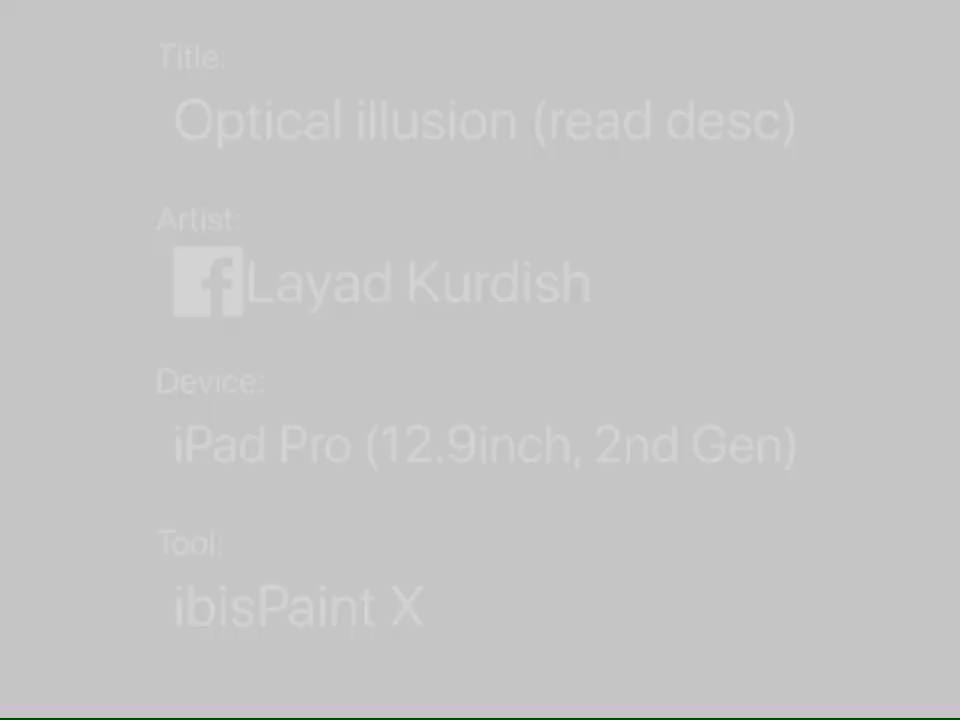 Title:
Optical illusion (read desc)
Artist:
Layad Kurdish
Device:
iPad Pro (12.9inch, 2nd Gen)
Tool:
ibisPaint X